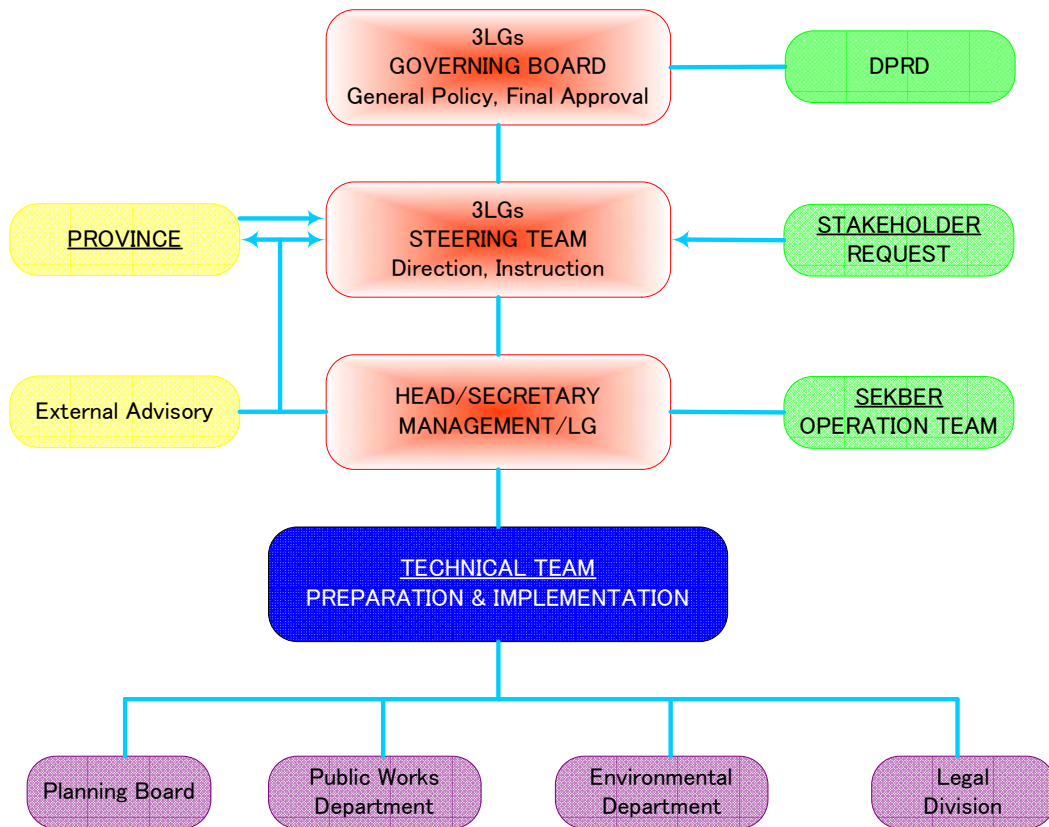 3LGs
GOVERNING BOARD
General Policy, Final Approval
DPRD
PROVINCE
3LGs
STEERING TEAM
Direction, Instruction
STAKEHOLDER
REQUEST
External Advisory
HEAD/SECRETARY
MANAGEMENT/LG
SEKBER
OPERATION TEAM
TECHNICAL TEAM
PREPARATION & IMPLEMENTATION
Planning Board
Public Works
Department
Environmental
Department
Legal
Division